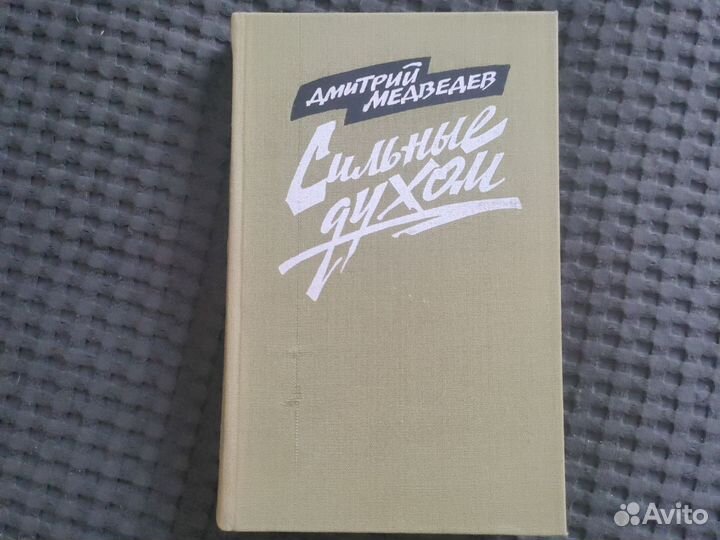 ДМИТРИЙ
МЕДВЕДЕВ
Сильные
духом
Avito